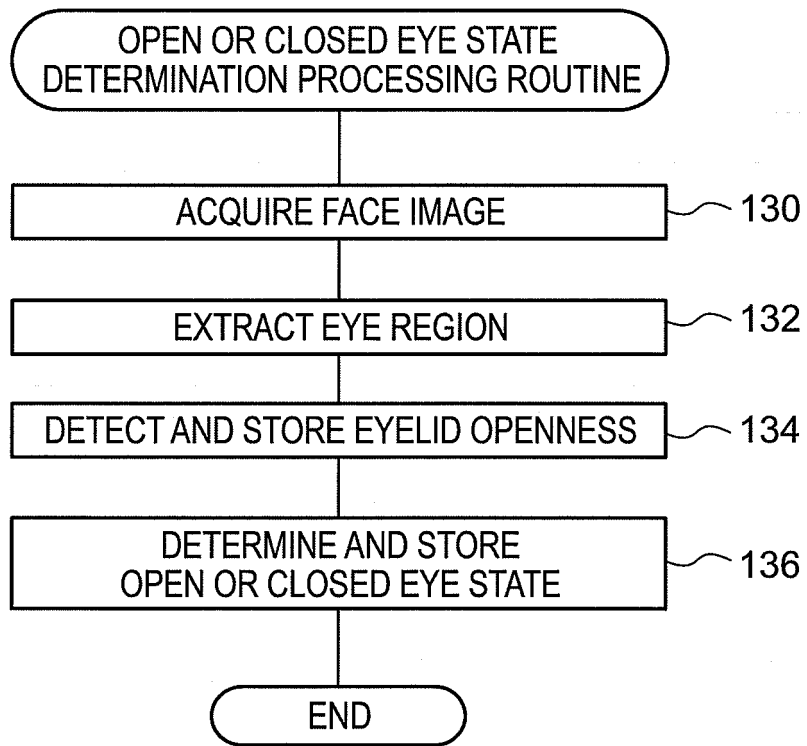 OPEN OR CLOSED EYE STATE
DETERMINATION PROCESSING ROUTINE
ACQUIRE FACE IMAGE
130
EXTRACT EYE REGION
132
DETECT AND STORE EYELID OPENNESS
134
DETERMINE AND STORE
OPEN OR CLOSED EYE STATE
136
END